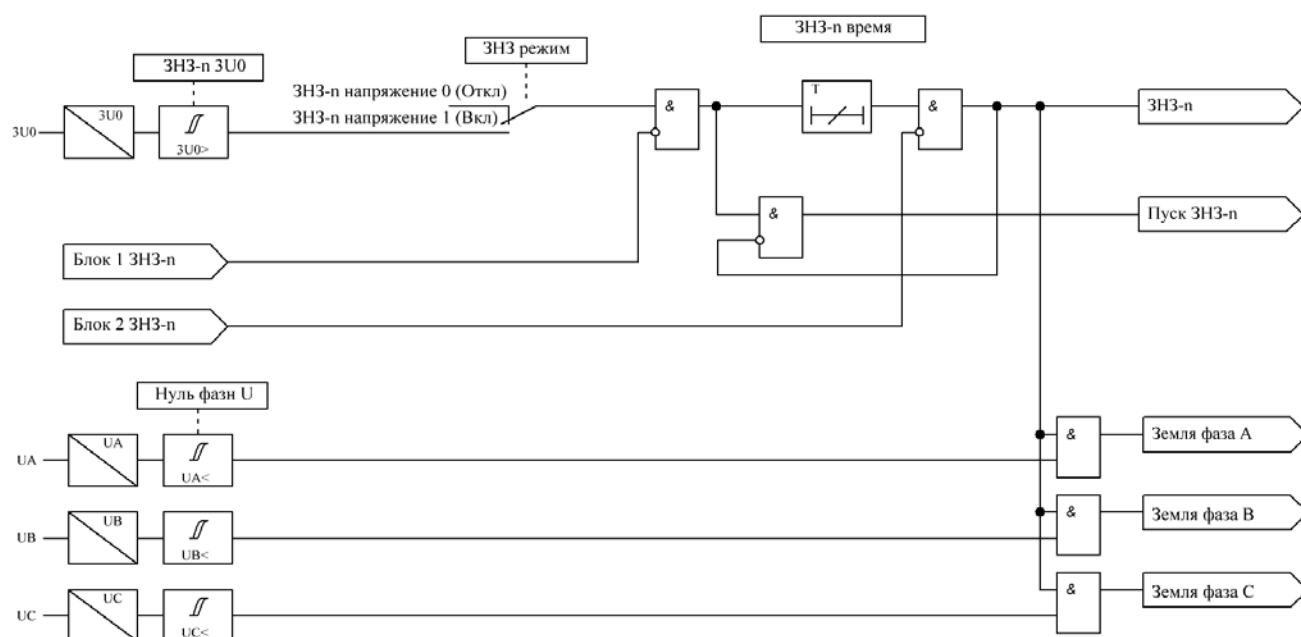 ЗНЗ-n время
ЗНЗ-n 3U0
ЗНЗ режим
ЗНЗ-n напряжение 0 (Откл)
ЗНЗ-n напряжение 1 (Вкл)
3U0
3U0
3U0>
&
T
&
ЗНЗ-n
&
Пуск ЗНЗ-n
Блок 1 ЗНЗ-n
Блок 2 ЗНЗ-n
Нуль фазн U
UA
UA
UA<
&
Земля фаза А
UB
UB
UB<
&
Земля фаза В
UC
UC
UC<
&
Земля фаза С